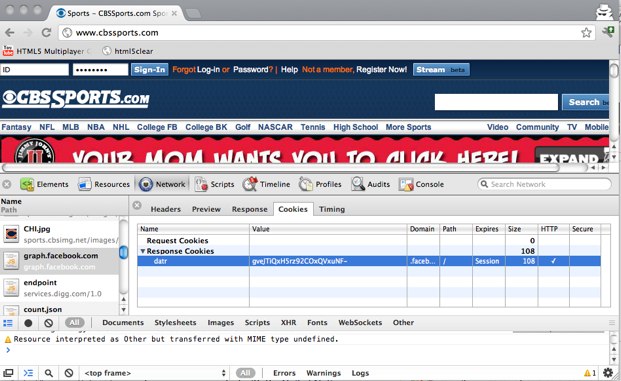 Sports – CBSSports.com Spo
www.cbssports.com
HTML5 Multiplayer
html5clear
ID
Sign-In
Forgot Log-in or Password? | Help Not a member, Register Now!
Stream beta
CBSSPORTS.COM
Search beta
Fantasy NFL MLB NBA NHL College FB College BK Golf NASCAR Tennis High School More Sports Video Community TV Mobile
JIMMY JOHN'S
YOUR MOM WANTS YOU TO CLICK HERE!
EXPAND
Elements Resources Network Scripts Timeline Profiles Audits Console
Search Network
Name
Path
Headers Preview Response Cookies Timing
CHI.jpg
sports.cbsimg.net/images/
graph.facebook.com
graph.facebook.com
endpoint
services.digg.com/1.0
count.json
Name Value Domain Path Expires Size HTTP Secure
Request Cookies 0
Response Cookies 108
datr gveJTiQxH5rz92COxQVxuNF- .faceb... / Session 108 ✓
All Documents Stylesheets Images Scripts XHR Fonts WebSockets Other
Resource interpreted as Other but transferred with MIME type undefined.
>
<top frame> All Errors Warnings Logs
1